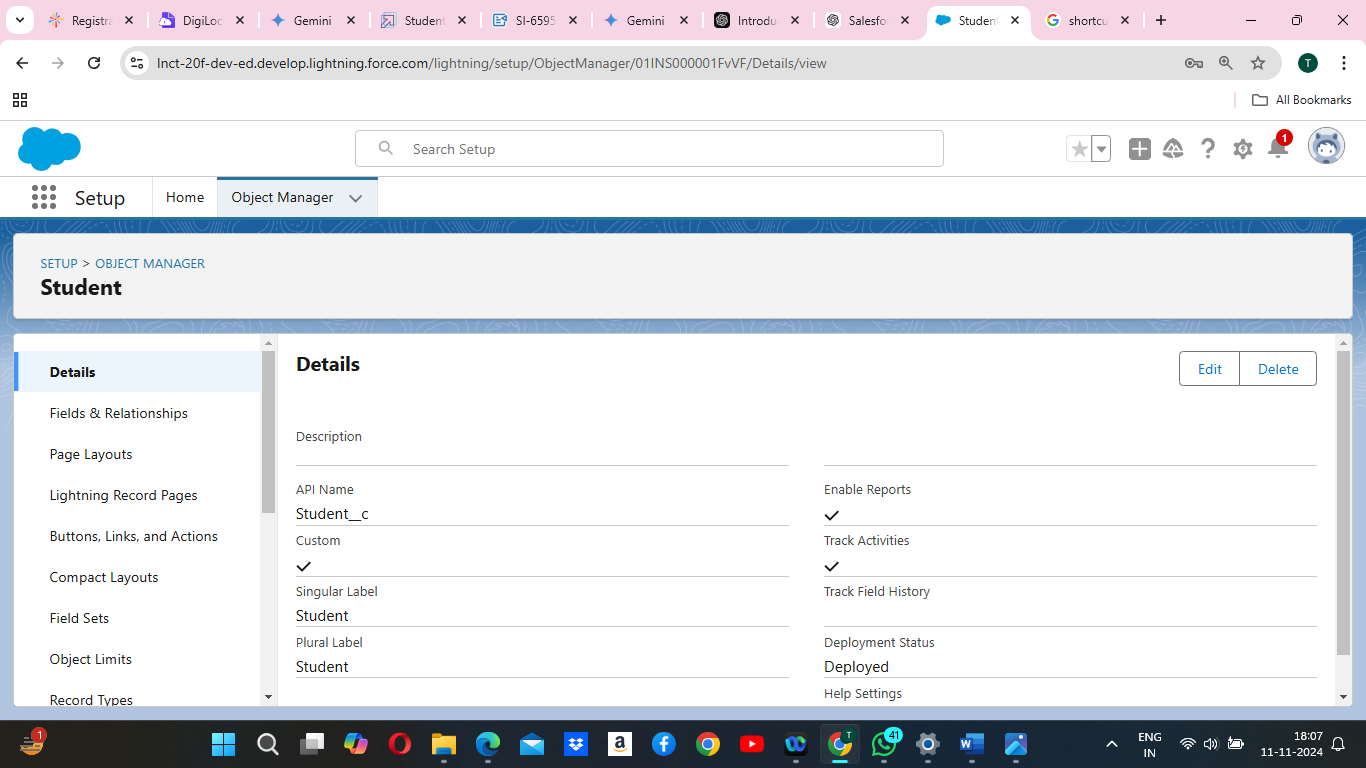 Registra
DigiLoc
Gemini
Student
SI-6595
Gemini
Introdu
Salesfo
Student
shortcu
lnct-20f-dev-ed.develop.lightning.force.com/lightning/setup/ObjectManager/01INS000001FvVF/Details/view
T
All Bookmarks
Search Setup
1
Setup
Home
Object Manager
SETUP > OBJECT MANAGER
Student
Details
Fields & Relationships
Page Layouts
Lightning Record Pages
Buttons, Links, and Actions
Compact Layouts
Field Sets
Object Limits
Record Types
Details
Edit
Delete
Description
API Name
Student__c
Custom
Singular Label
Student
Plural Label
Student
Enable Reports
Track Activities
Track Field History
Deployment Status
Deployed
Help Settings
1
T
41
ENG
IN
18:07
11-11-2024